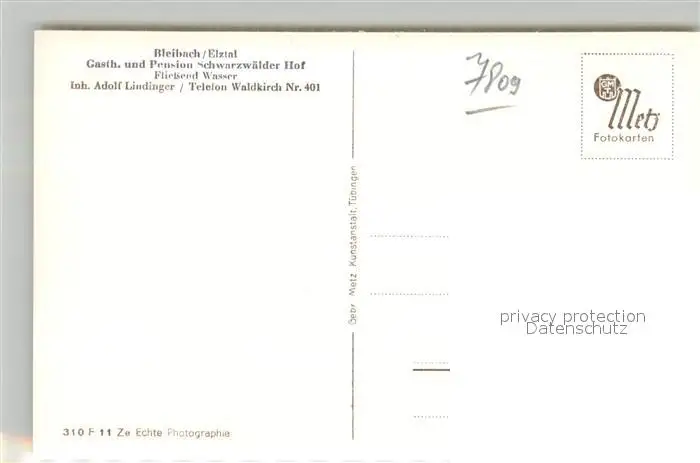 Bleibach/Elztal
Gasth. und Pension Schwarzwälder Hof
Fließend Wasser
Inh. Adolf Lindinger / Telefon Waldkirch Nr. 401
7809
Metz
Fotokarten
Gebr. Metz, Kunstanstalt, Tübingen
privacy protection
Datenschutz
310 F 11 Ze Echte Photographie